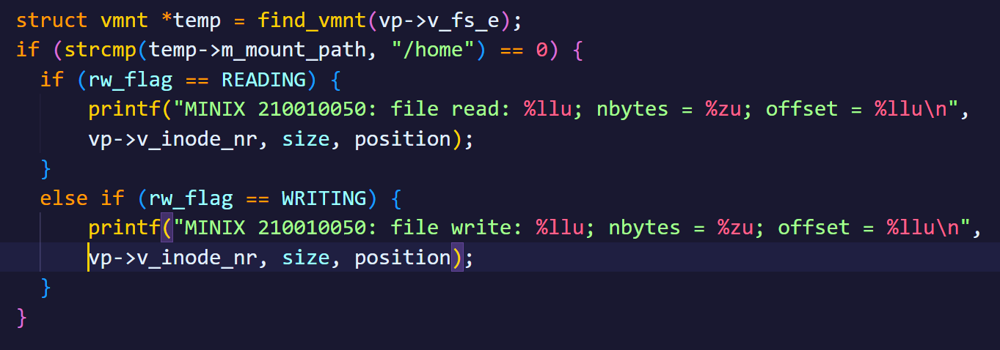 struct vmnt *temp = find_vmnt(vp->v_fs_e);
if (strcmp(temp->m_mount_path, "/home") == 0) {
  if (rw_flag == READING) {
      printf("MINIX 210010050: file read: %llu; nbytes = %zu; offset = %llu\n",
      vp->v_inode_nr, size, position);
  }
  else if (rw_flag == WRITING) {
      printf("MINIX 210010050: file write: %llu; nbytes = %zu; offset = %llu\n",
      vp->v_inode_nr, size, position);
  }
}